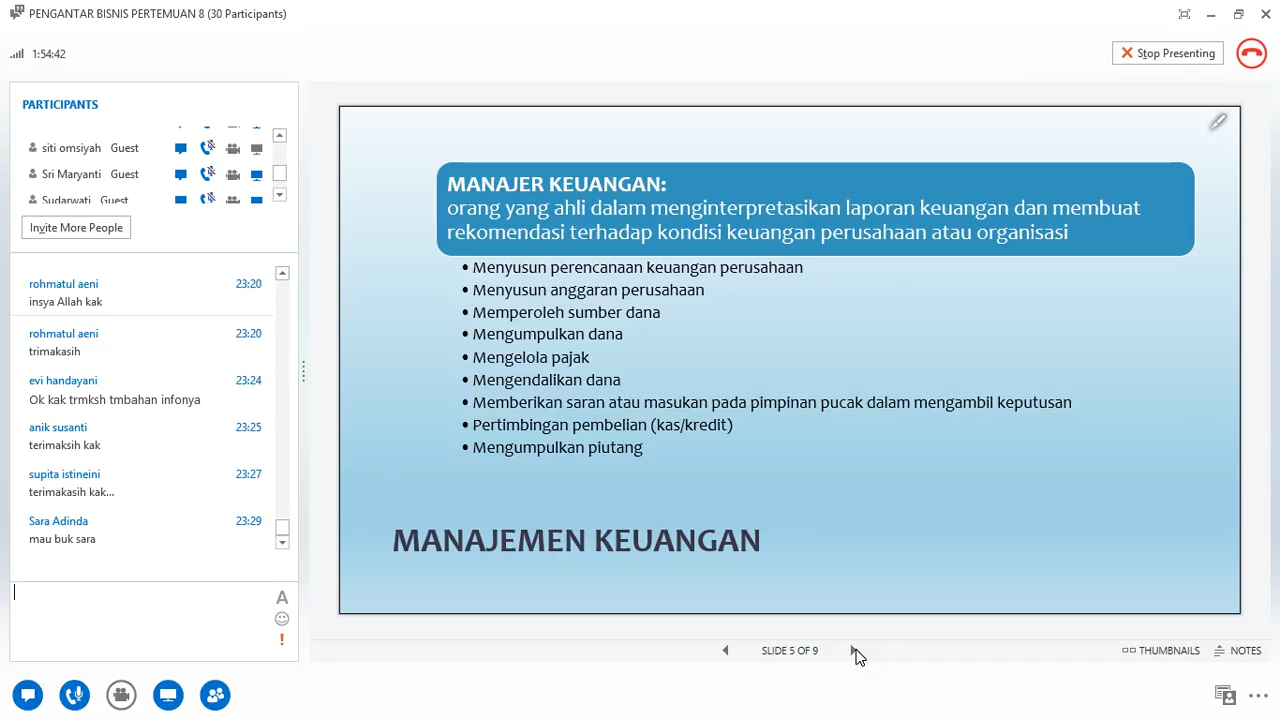 PENGANTAR BISNIS PERTEMUAN 8 (30 Participants)
1:54:42
Stop Presenting
PARTICIPANTS
siti omsiyah Guest
Sri Maryanti Guest
Sudarwati Guest
Invite More People
rohmatul aeni 23:20
insya Allah kak
rohmatul aeni 23:20
trimakasih
evi handayani 23:24
Ok kak trmksh tmbahan infonya
anik susanti 23:25
terimaksih kak
supita istineini 23:27
terimakasih kak...
Sara Adinda 23:29
mau buk sara
A
!
MANAJER KEUANGAN:
orang yang ahli dalam menginterpretasikan laporan keuangan dan membuat
rekomendasi terhadap kondisi keuangan perusahaan atau organisasi
• Menyusun perencanaan keuangan perusahaan
• Menyusun anggaran perusahaan
• Memperoleh sumber dana
• Mengumpulkan dana
• Mengelola pajak
• Mengendalikan dana
• Memberikan saran atau masukan pada pimpinan pucak dalam mengambil keputusan
• Pertimbingan pembelian (kas/kredit)
• Mengumpulkan piutang
MANAJEMEN KEUANGAN
SLIDE 5 OF 9
THUMBNAILS
NOTES